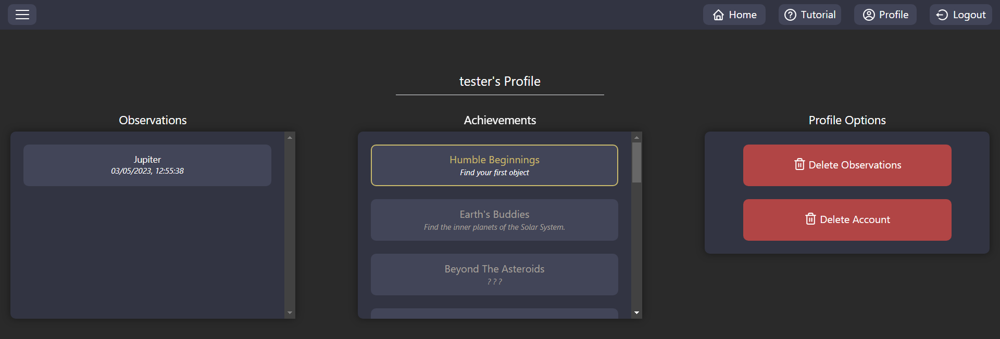 Home
Tutorial
Profile
Logout
tester's Profile
Observations
Jupiter
03/05/2023, 12:55:38
Achievements
Humble Beginnings
Find your first object
Earth's Buddies
Find the inner planets of the Solar System.
Beyond The Asteroids
? ? ?
Profile Options
Delete Observations
Delete Account